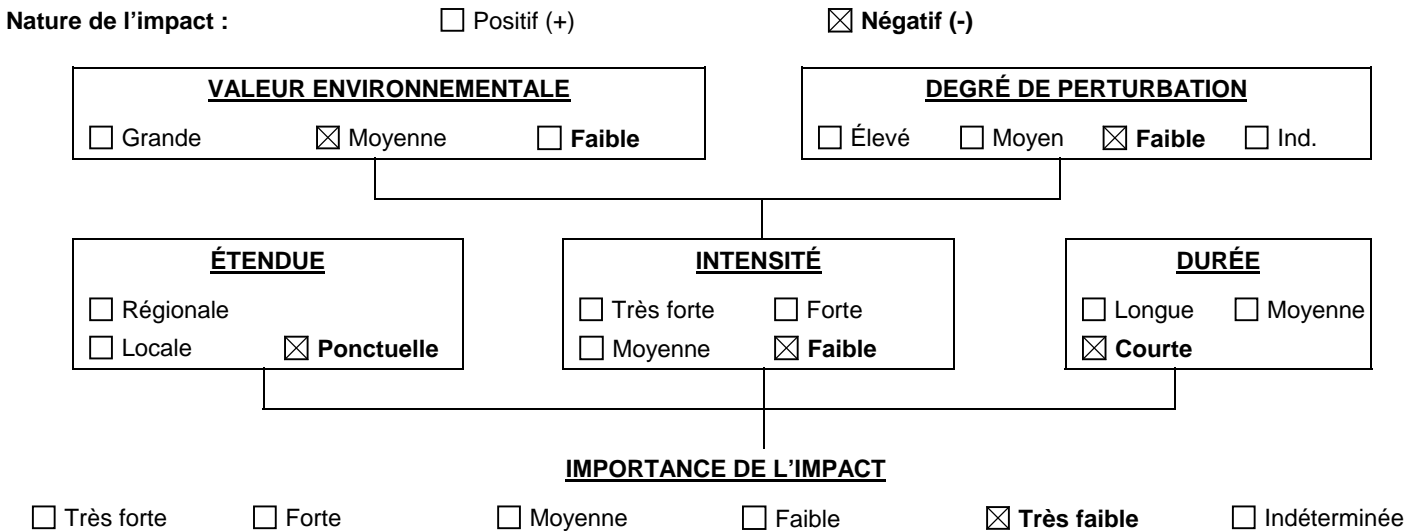 Nature de l'impact : ☐ Positif (+) ☒ Négatif (-)
VALEUR ENVIRONNEMENTALE
☐ Grande ☒ Moyenne ☐ Faible
DEGRÉ DE PERTURBATION
☐ Élevé ☐ Moyen ☒ Faible ☐ Ind.
ÉTENDUE
☐ Régionale
☐ Locale ☒ Ponctuelle
INTENSITÉ
☐ Très forte ☐ Forte
☐ Moyenne ☒ Faible
DURÉE
☐ Longue ☐ Moyenne
☒ Courte
IMPORTANCE DE L'IMPACT
☐ Très forte ☐ Forte ☐ Moyenne ☐ Faible ☒ Très faible ☐ Indéterminée